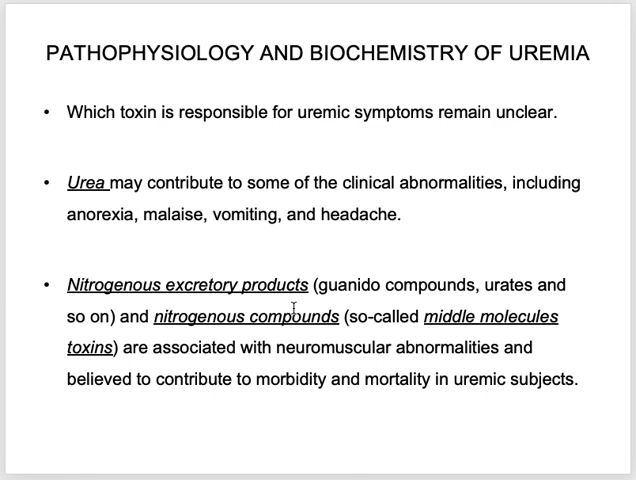 PATHOPHYSIOLOGY AND BIOCHEMISTRY OF UREMIA
• Which toxin is responsible for uremic symptoms remain unclear.
• Urea may contribute to some of the clinical abnormalities, including
anorexia, malaise, vomiting, and headache.
• Nitrogenous excretory products (guanido compounds, urates and
so on) and nitrogenous compounds (so-called middle molecules
toxins) are associated with neuromuscular abnormalities and
believed to contribute to morbidity and mortality in uremic subjects.